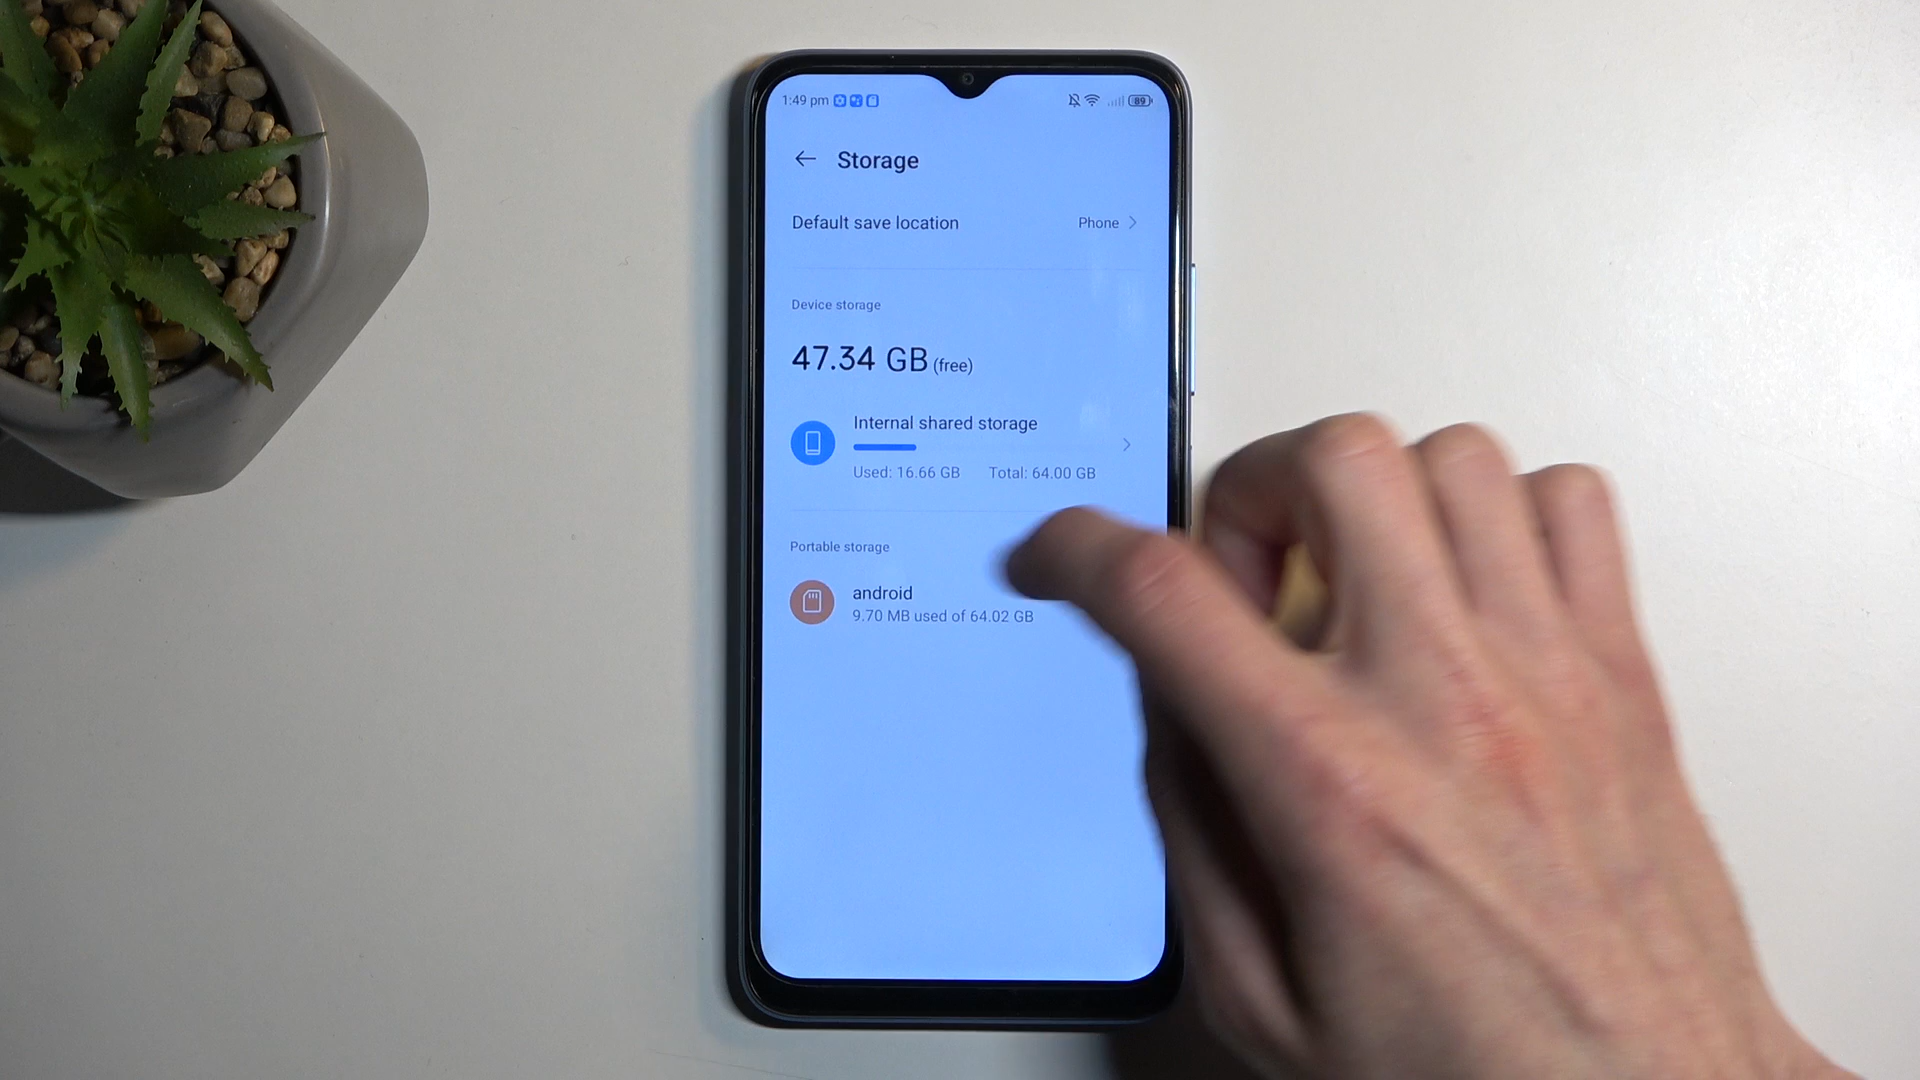 1:49 pm 89
Storage
Default save location Phone
Device storage
47.34 GB (free)
Internal shared storage
Used: 16.66 GB Total: 64.00 GB
Portable storage
android
9.70 MB used of 64.02 GB